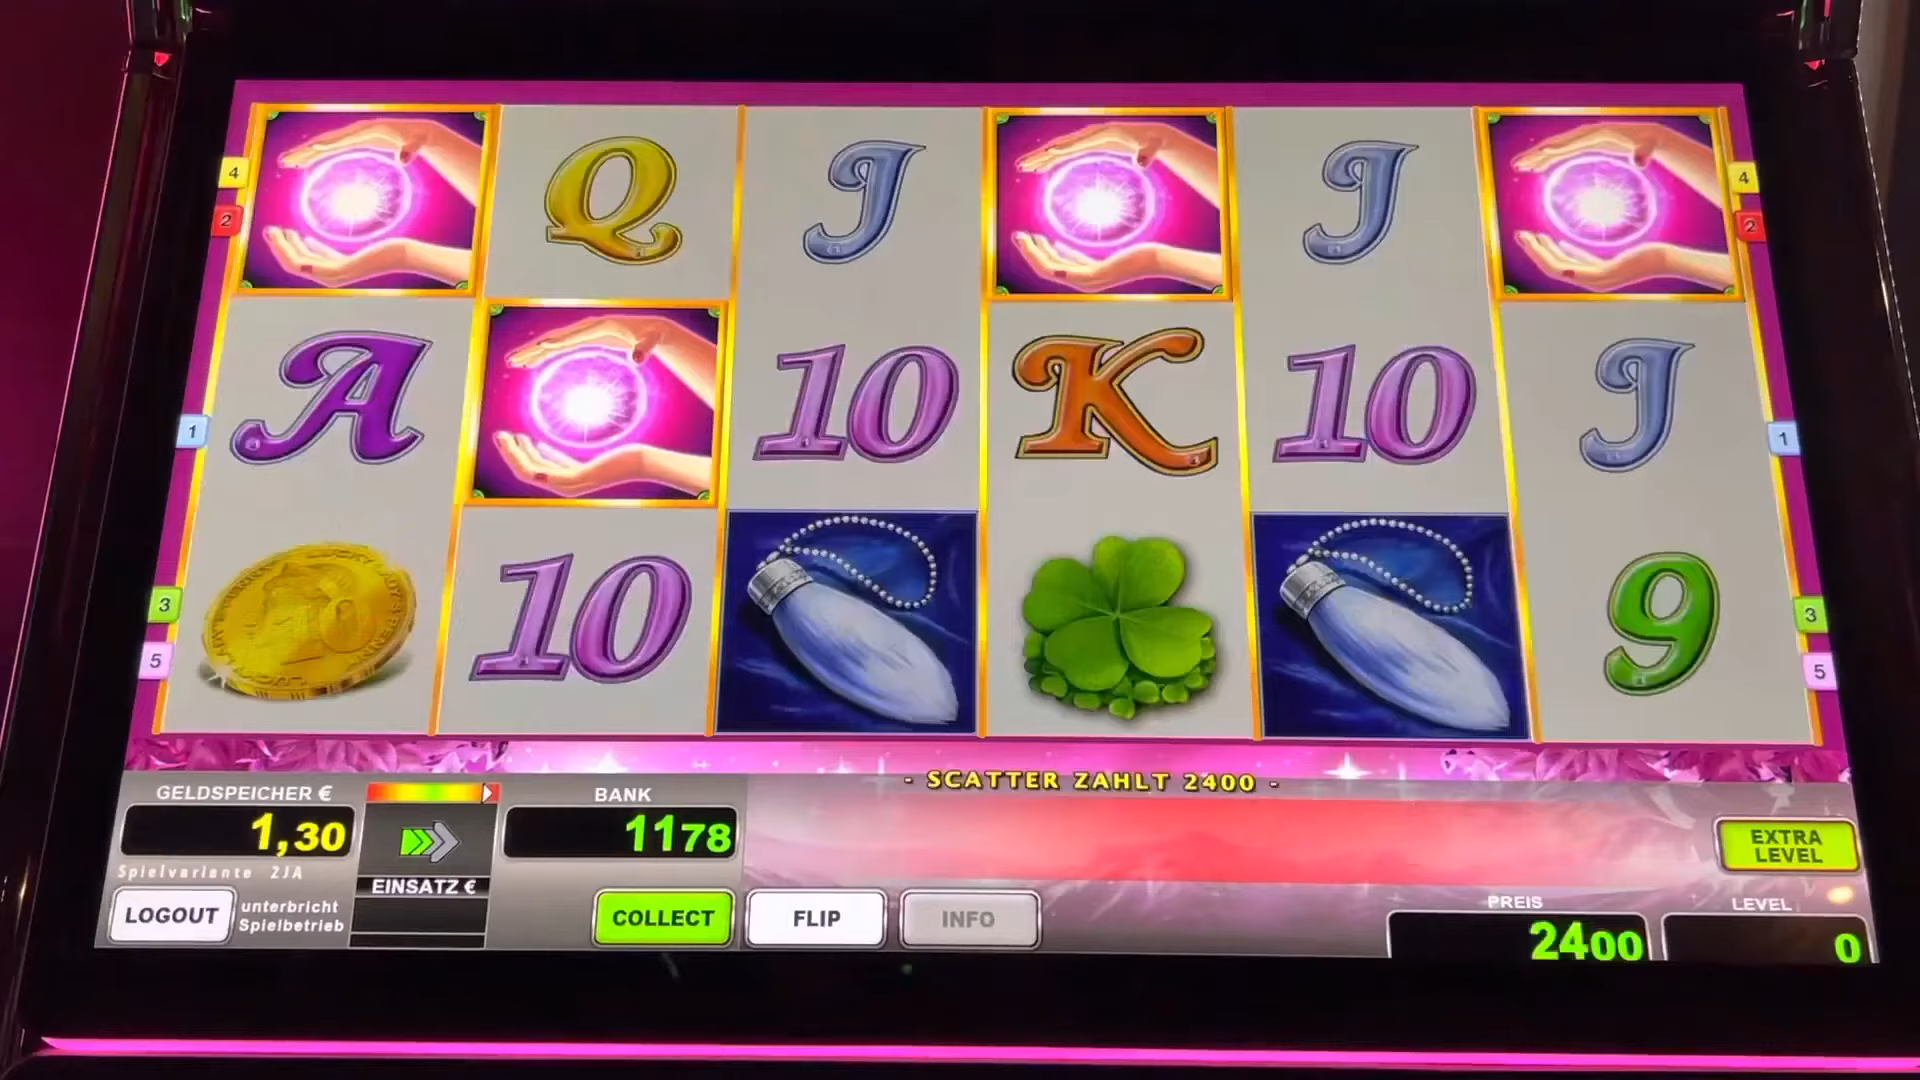 Q J J
4 4
2 2
A 10 K 10 J
1 1
10 9
3 3
5 5
- SCATTER ZAHLT 2400 -
GELDSPEICHER €
1,30
BANK
1178
EXTRA
LEVEL
Spielvariante 2JA
EINSATZ €
LOGOUT
unterbricht
Spielbetrieb
COLLECT
FLIP
INFO
PREIS
2400
LEVEL
0